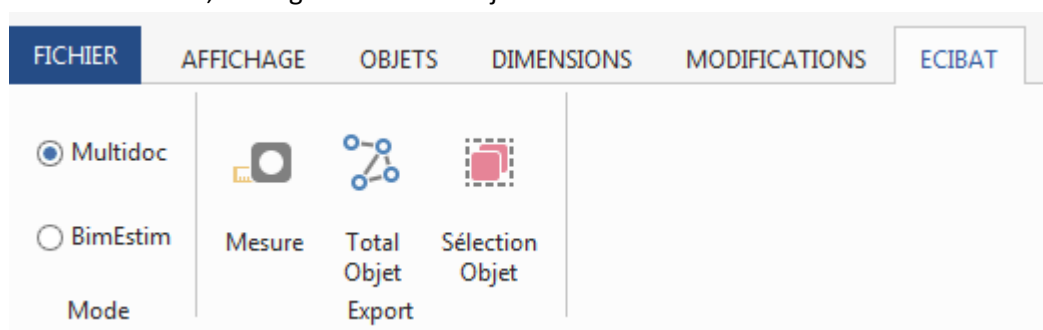 FICHIER AFFICHAGE OBJETS DIMENSIONS MODIFICATIONS ECIBAT
Multidoc
BimEstim
Mode
Mesure
Total
Objet
Sélection
Objet
Export